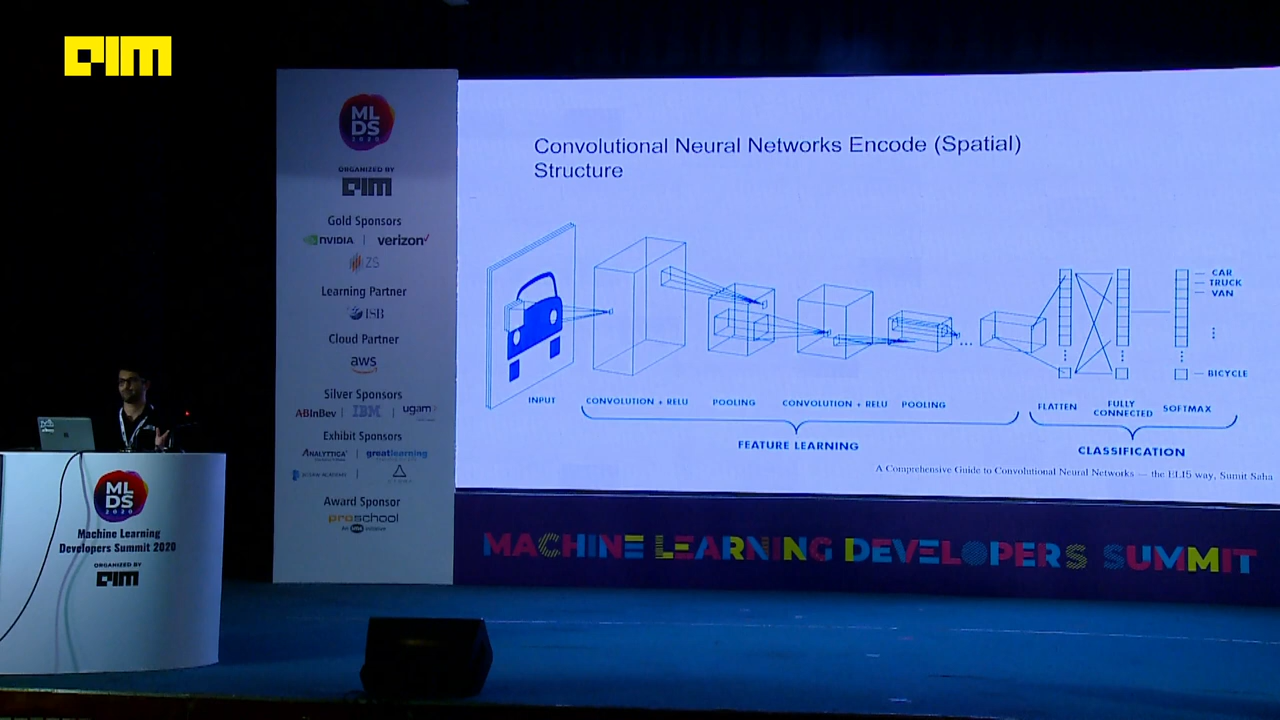 AIM
MLDS
2020
ORGANIZED BY
AIM
Gold Sponsors
NVIDIA | verizon
ZS
Learning Partner
ISB
Cloud Partner
aws
Silver Sponsors
ABInBev | IBM | ugam
Exhibit Sponsors
ANALYTTICA | greatlearning
Award Sponsor
proschool
An IMS Initiative
Convolutional Neural Networks Encode (Spatial)
Structure
CAR
TRUCK
VAN
BICYCLE
INPUT
CONVOLUTION + RELU
POOLING
CONVOLUTION + RELU
POOLING
FLATTEN
FULLY
CONNECTED
SOFTMAX
FEATURE LEARNING
CLASSIFICATION
A Comprehensive Guide to Convolutional Neural Networks — the ELI5 way, Sumit Saha
MACHINE LEARNING DEVELOPERS SUMMIT
MLDS
2020
Machine Learning
Developers Summit 2020
ORGANIZED BY
AIM